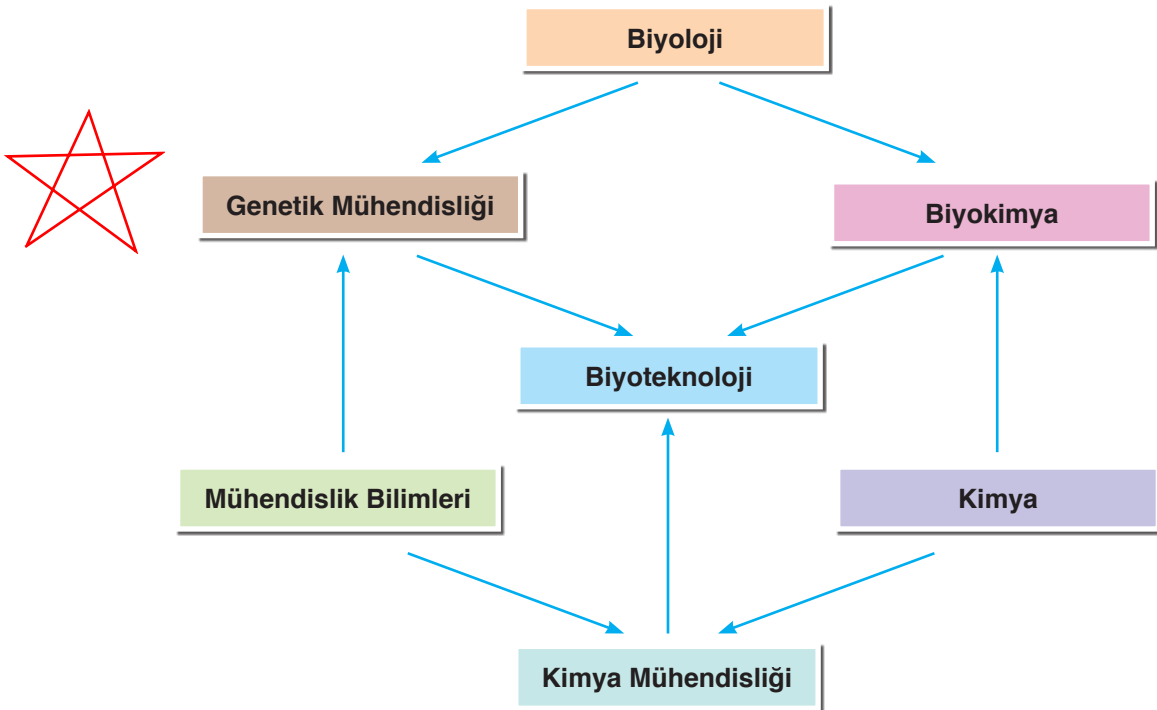 Biyoloji
Genetik Mühendisliği
Biyokimya
Biyoteknoloji
Mühendislik Bilimleri
Kimya
Kimya Mühendisliği